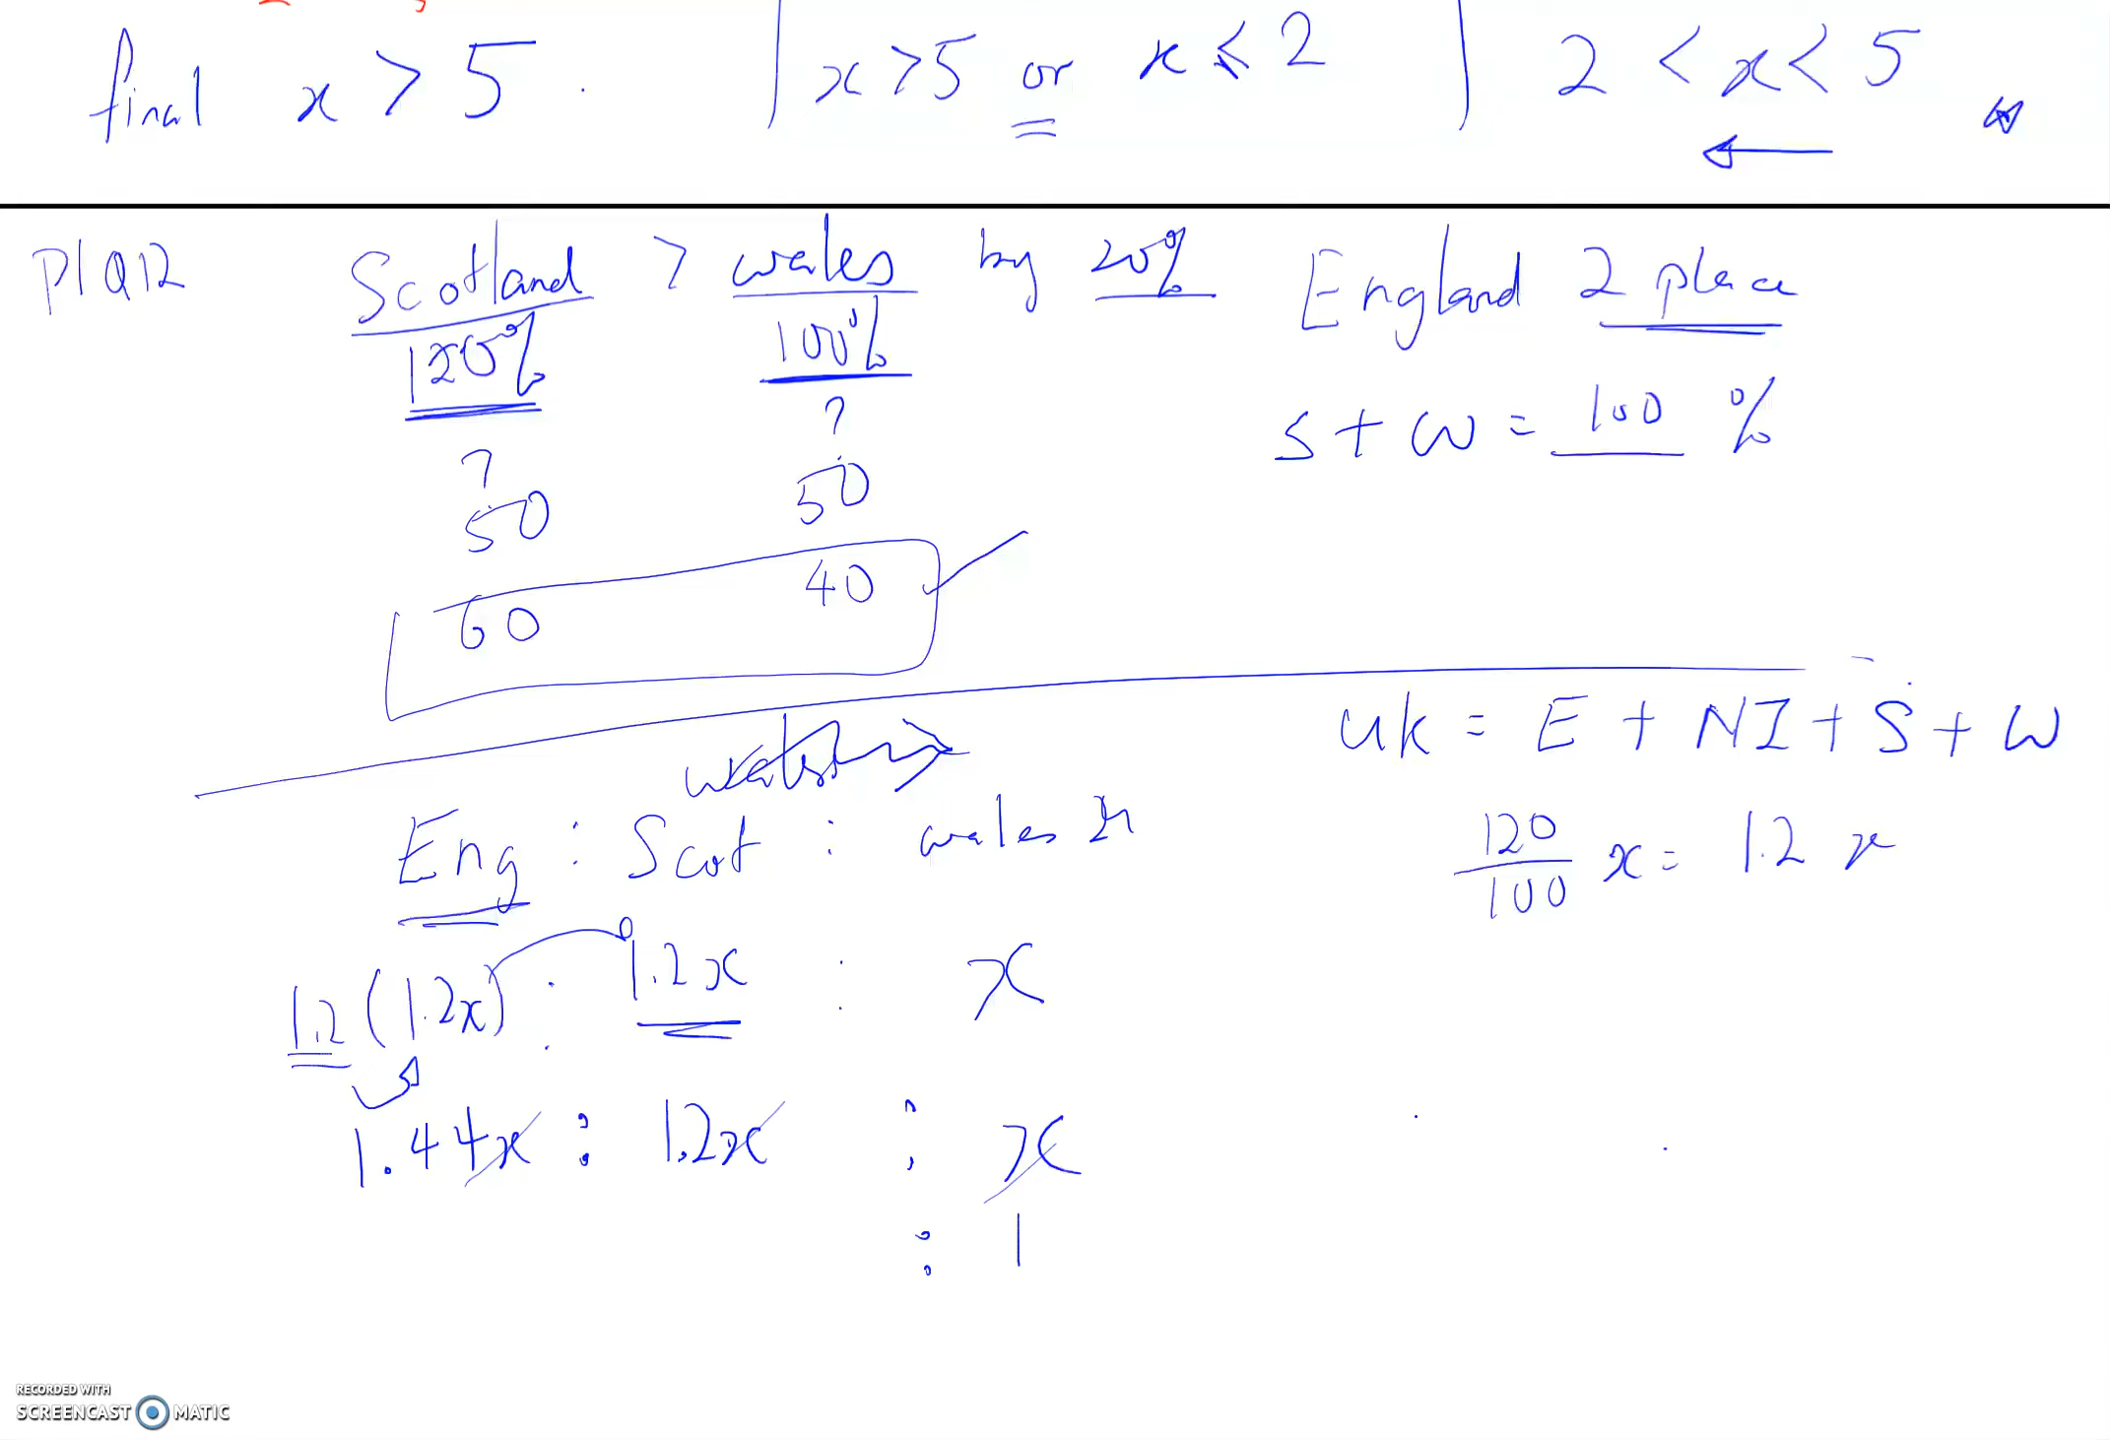 final x > 5 . | x > 5 or x < 2 | 2 < x < 5
P1Q12 Scotland > wales by 20% England 2 place
120% 100%
? ? S + W = 100 %
50 50
60 40
UK = E + NI + S + W
Eng : Scot : wales x
120/100 x = 1.2 x
1.2 (1.2x) : 1.2x : x
1.44x : 1.2x : x
: 1
RECORDED WITH
SCREENCAST MATIC